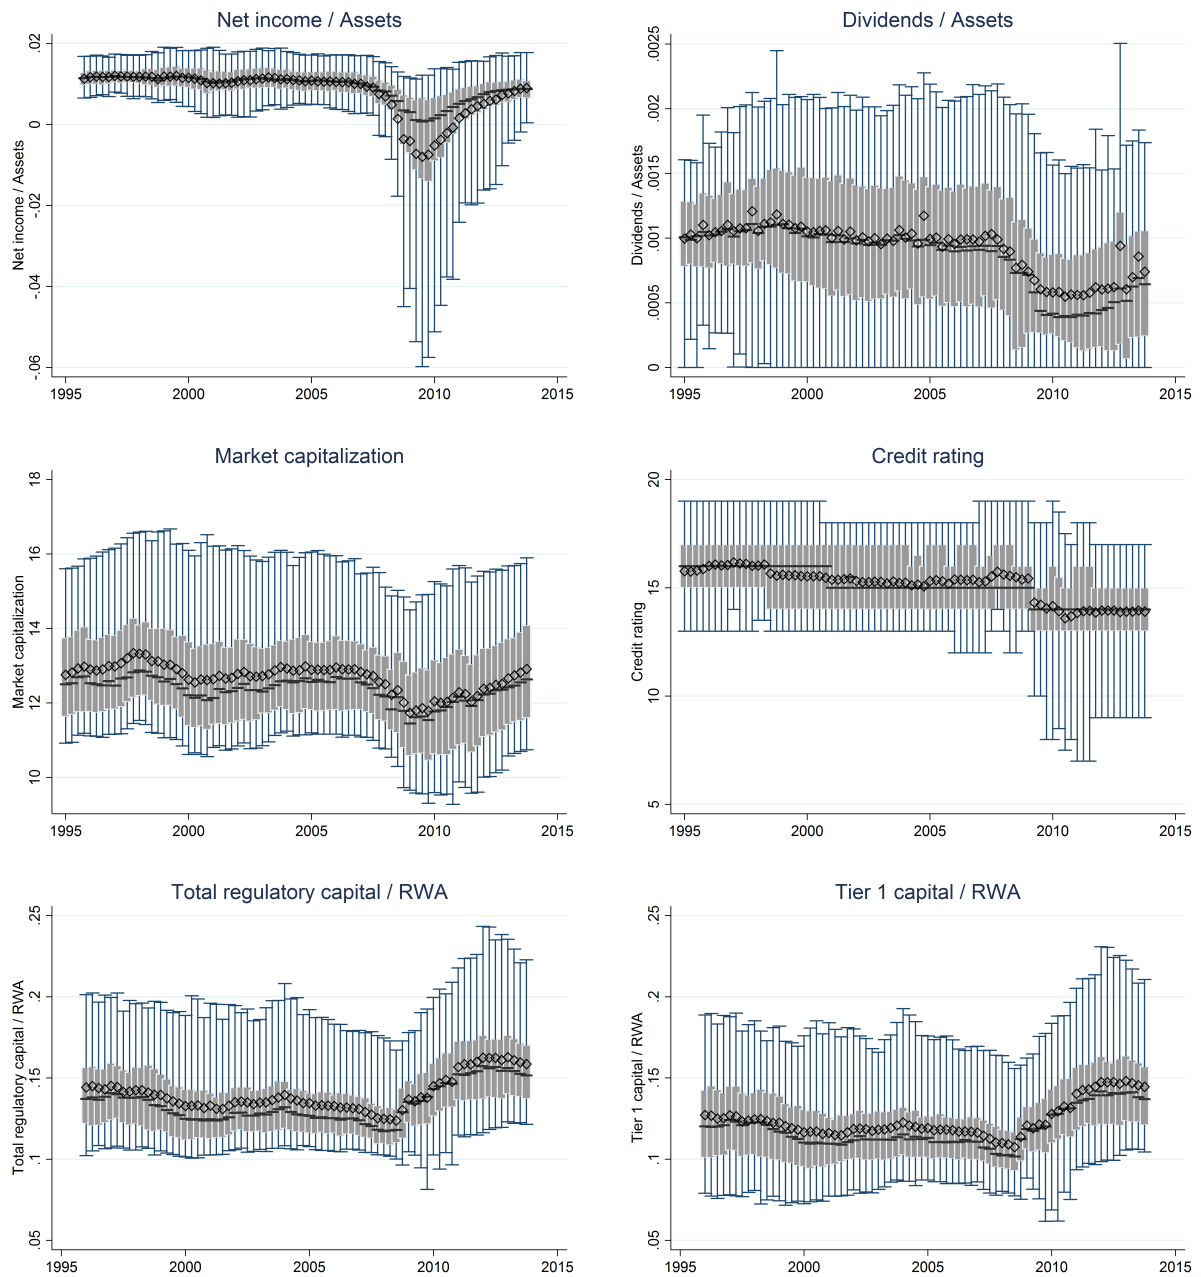 Net income / Assets
Net income / Assets
.02
0
-.02
-.04
-.06
1995 2000 2005 2010 2015
Dividends / Assets
Dividends / Assets
.0025
.002
.0015
.001
.0005
0
1995 2000 2005 2010 2015
Market capitalization
Market capitalization
18
16
14
12
10
1995 2000 2005 2010 2015
Credit rating
Credit rating
20
15
10
5
1995 2000 2005 2010 2015
Total regulatory capital / RWA
Total regulatory capital / RWA
.25
.2
.15
.1
.05
1995 2000 2005 2010 2015
Tier 1 capital / RWA
Tier 1 capital / RWA
.25
.2
.15
.1
.05
1995 2000 2005 2010 2015